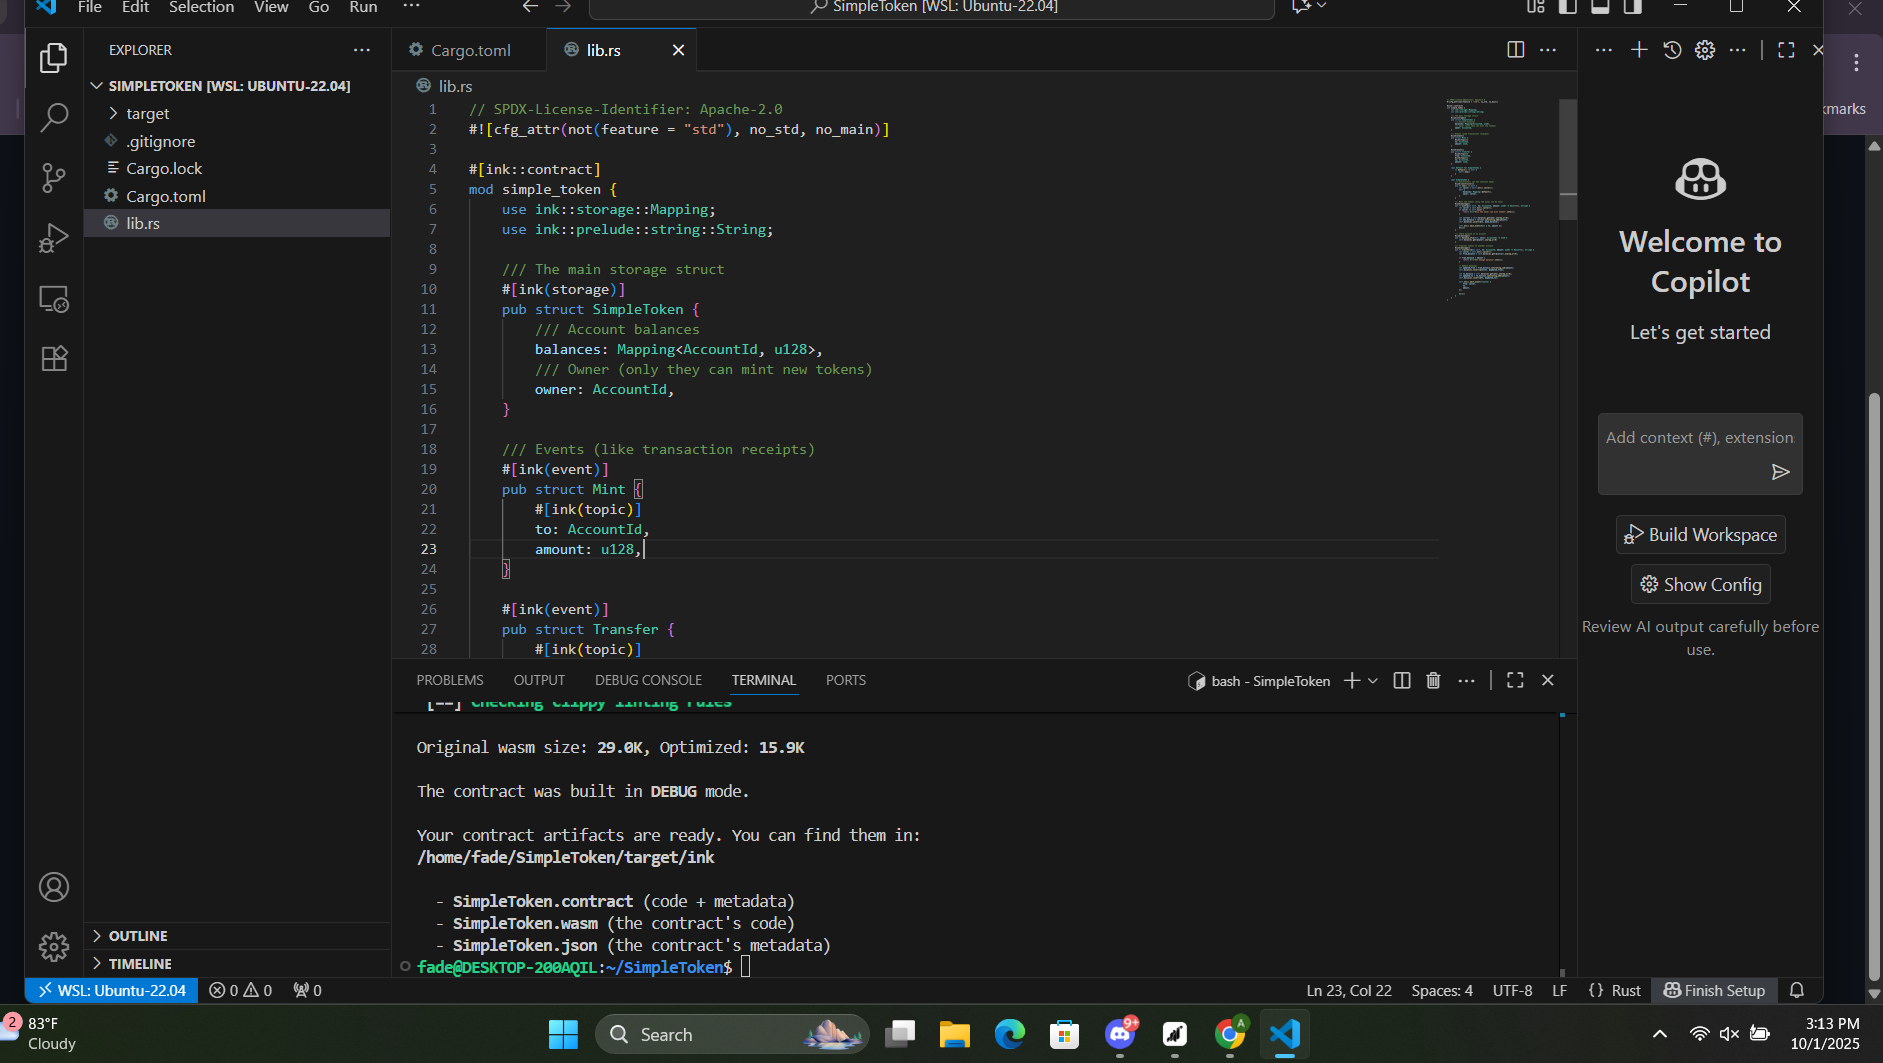 File Edit Selection View Go Run ···
SimpleToken [WSL: Ubuntu-22.04]
EXPLORER
SIMPLETOKEN [WSL: UBUNTU-22.04]
target
.gitignore
Cargo.lock
Cargo.toml
lib.rs
OUTLINE
TIMELINE
Cargo.toml
lib.rs
lib.rs
1 // SPDX-License-Identifier: Apache-2.0
2 #![cfg_attr(not(feature = "std"), no_std, no_main)]
3
4 #[ink::contract]
5 mod simple_token {
6 use ink::storage::Mapping;
7 use ink::prelude::string::String;
8
9 /// The main storage struct
10 #[ink(storage)]
11 pub struct SimpleToken {
12 /// Account balances
13 balances: Mapping<AccountId, u128>,
14 /// Owner (only they can mint new tokens)
15 owner: AccountId,
16 }
17
18 /// Events (like transaction receipts)
19 #[ink(event)]
20 pub struct Mint {
21 #[ink(topic)]
22 to: AccountId,
23 amount: u128,
24 }
25
26 #[ink(event)]
27 pub struct Transfer {
28 #[ink(topic)]
PROBLEMS OUTPUT DEBUG CONSOLE TERMINAL PORTS
bash - SimpleToken
[==] Checking clippy linting rules
Original wasm size: 29.0K, Optimized: 15.9K
The contract was built in DEBUG mode.
Your contract artifacts are ready. You can find them in:
/home/fade/SimpleToken/target/ink
- SimpleToken.contract (code + metadata)
- SimpleToken.wasm (the contract's code)
- SimpleToken.json (the contract's metadata)
fade@DESKTOP-200AQIL:~/SimpleToken$
kmarks
Welcome to
Copilot
Let's get started
Add context (#), extension
Build Workspace
Show Config
Review AI output carefully before
use.
WSL: Ubuntu-22.04 0 0 0
Ln 23, Col 22 Spaces: 4 UTF-8 LF {} Rust Finish Setup
2
83°F
Cloudy
Search
9+
A
3:13 PM
10/1/2025